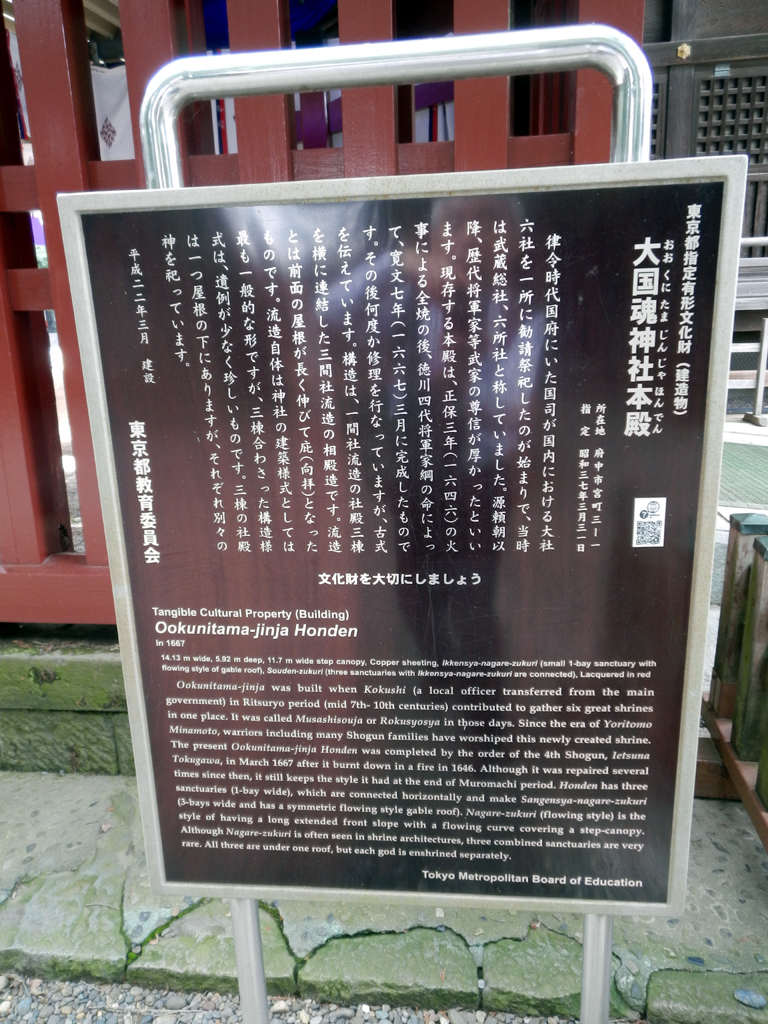 東京都指定有形文化財（建造物）
おおくにたまじんじゃほんでん
大国魂神社本殿
所在地　府中市宮町三ー一
指定　昭和三七年三月三一日
律令時代国府にいた国司が国内における大社
六社を一所に勧請祭祀したのが始まりで、当時
は武蔵総社、六所社と称していました。源頼朝以
降、歴代将軍家等武家の尊信が厚かったといい
ます。現存する本殿は、正保三年（一六四六）の火
事による全焼の後、徳川四代将軍家綱の命によっ
て、寛文七年（一六六七）三月に完成したもので
す。その後何度か修理を行なっていますが、古式
を伝えています。構造は、一間社流造の社殿三棟
を横に連結した三間社流造の相殿造です。流造
とは前面の屋根が長く伸びて庇（向拝）となった
ものです。流造自体は神社の建築様式としては
最も一般的な形ですが、三棟合わさった構造様
式は、遺例が少なく珍しいものです。三棟の社殿
は一つ屋根の下にありますが、それぞれ別々の
神を祀っています。
平成二二年三月　建設
東京都教育委員会
文化財を大切にしましょう
Tangible Cultural Property (Building)
Ookunitama-jinja Honden
In 1667
14.13 m wide, 5.92 m deep, 11.7 m wide step canopy, Copper sheeting, Ikkensya-nagare-zukuri (small 1-bay sanctuary with
flowing style of gable roof), Souden-zukuri (three sanctuaries with Ikkensya-nagare-zukuri are connected), Lacquered in red
Ookunitama-jinja was built when Kokushi (a local officer transferred from the main
government) in Ritsuryo period (mid 7th- 10th centuries) contributed to gather six great shrines
in one place. It was called Musashisouja or Rokusyosya in those days. Since the era of Yoritomo
Minamoto, warriors including many Shogun families have worshiped this newly created shrine.
The present Ookunitama-jinja Honden was completed by the order of the 4th Shogun, Ietsuna
Tokugawa, in March 1667 after it burnt down in a fire in 1646. Although it was repaired several
times since then, it still keeps the style it had at the end of Muromachi period. Honden has three
sanctuaries (1-bay wide), which are connected horizontally and make Sangensya-nagare-zukuri
(3-bays wide and has a symmetric flowing style gable roof). Nagare-zukuri (flowing style) is the
style of having a long extended front slope with a flowing curve covering a step-canopy.
Although Nagare-zukuri is often seen in shrine architectures, three combined sanctuaries are very
rare. All three are under one roof, but each god is enshrined separately.
Tokyo Metropolitan Board of Education